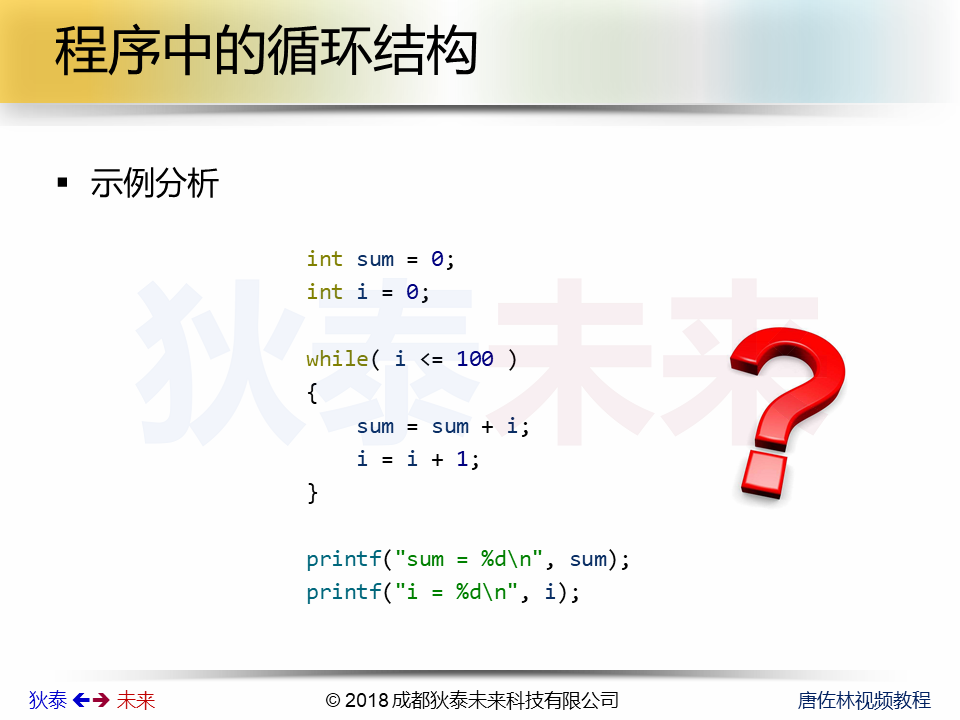 程序中的循环结构
▪ 示例分析
int sum = 0;
int i = 0;
while( i <= 100 )
{
    sum = sum + i;
    i = i + 1;
}
printf("sum = %d\n", sum);
printf("i = %d\n", i);
狄泰未来
?
狄泰 未来
© 2018 成都狄泰未来科技有限公司
唐佐林视频教程